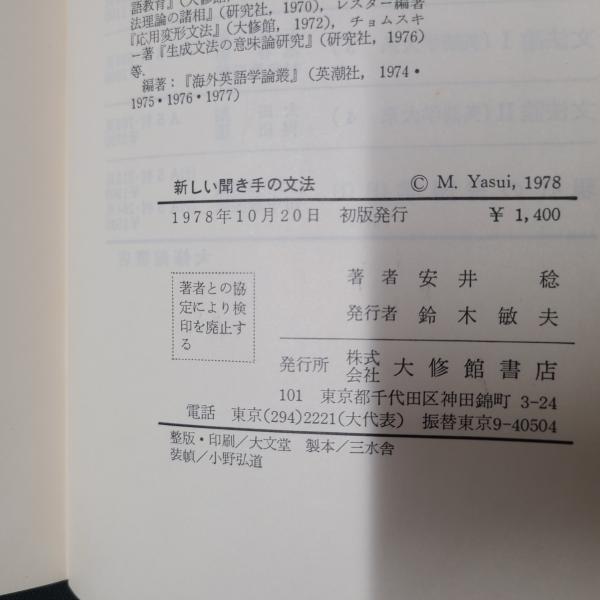 語教育』(大修館,
法理論の諸相』(研究社, 1970), レスター編著
『応用変形文法』(大修館, 1972), チョムスキ
ー著『生成文法の意味論研究』(研究社, 1976)
等.
編著:『海外英語学論叢』(英潮社, 1974・
1975・1976・1977)
新しい聞き手の文法
© M. Yasui, 1978
1978年10月20日 初版発行 ¥ 1,400
著者との協
定により検
印を廃止す
る
著者 安井 稔
発行者 鈴木敏夫
発行所 株式会社 大修館書店
101 東京都千代田区神田錦町 3-24
電話 東京(294)2221(大代表) 振替東京9-40504
整版・印刷/大文堂 製本/三水舎
装幀/小野弘道